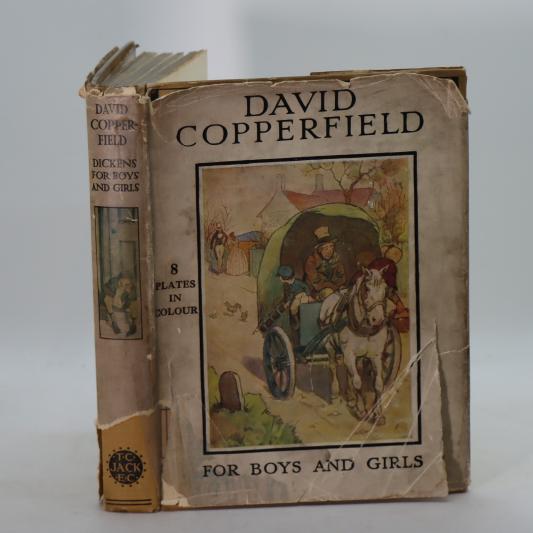 DAVID
COPPER-
FIELD
DICKENS
FOR BOYS
AND GIRLS
T.C.
JACK
E.C.
DAVID
COPPERFIELD
8
PLATES
IN
COLOUR
FOR BOYS AND GIRLS